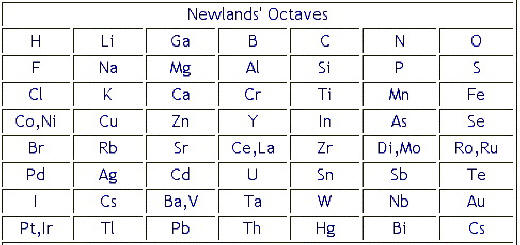 Newlands' Octaves
H Li Ga B C N O
F Na Mg Al Si P S
Cl K Ca Cr Ti Mn Fe
Co,Ni Cu Zn Y In As Se
Br Rb Sr Ce,La Zr Di,Mo Ro,Ru
Pd Ag Cd U Sn Sb Te
I Cs Ba,V Ta W Nb Au
Pt,Ir Tl Pb Th Hg Bi Cs